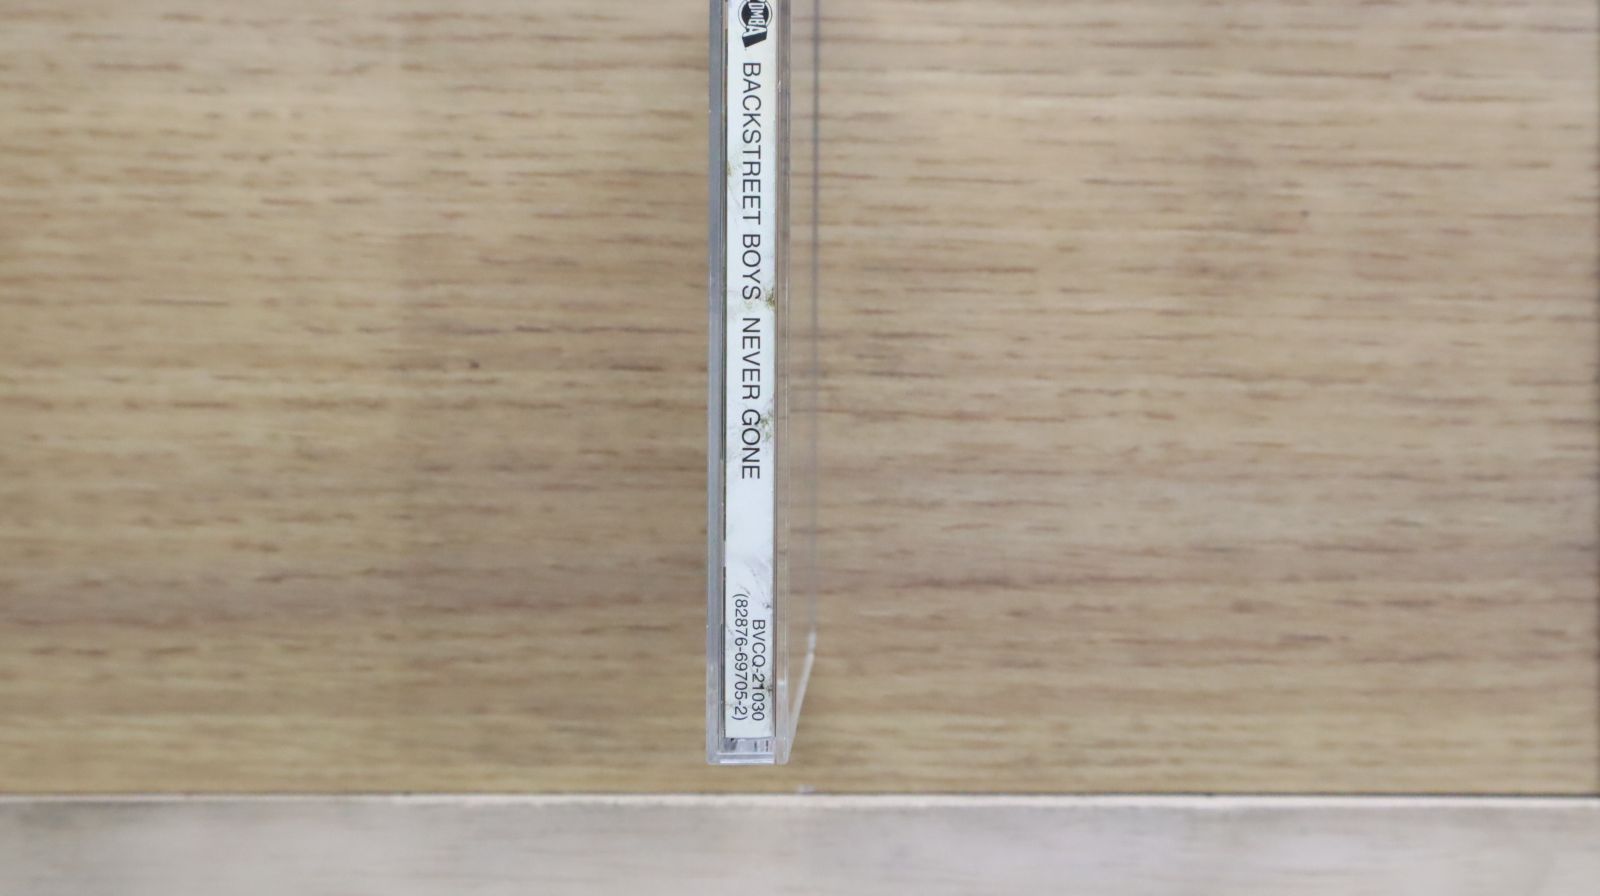 BACKSTREET BOYS NEVER GONE
BVCQ-21030
(82876-69705-2)